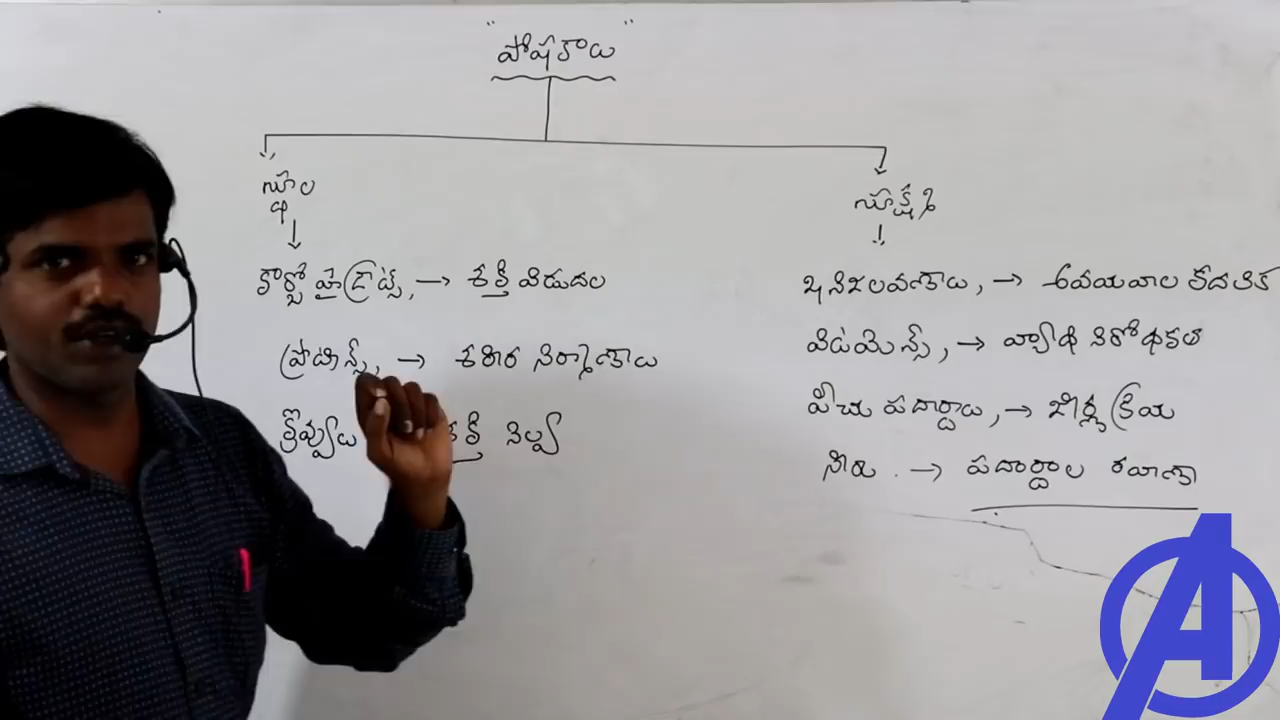 "పోషకాలు"
స్థూల
సూక్ష్మ
కార్బోహైడ్రేట్స్, → శక్తి విడుదల
ప్రోటీన్స్, → శరీర నిర్మాణాలు
క్రొవ్వులు శక్తి నిల్వ
ఖనిజలవణాలు, → అవయవాల కదలిక
విటమిన్స్, → వ్యాధి నిరోధకత
పీచు పదార్దాలు, → జీర్ణక్రియ
నీరు. → పదార్దాల రవాణా